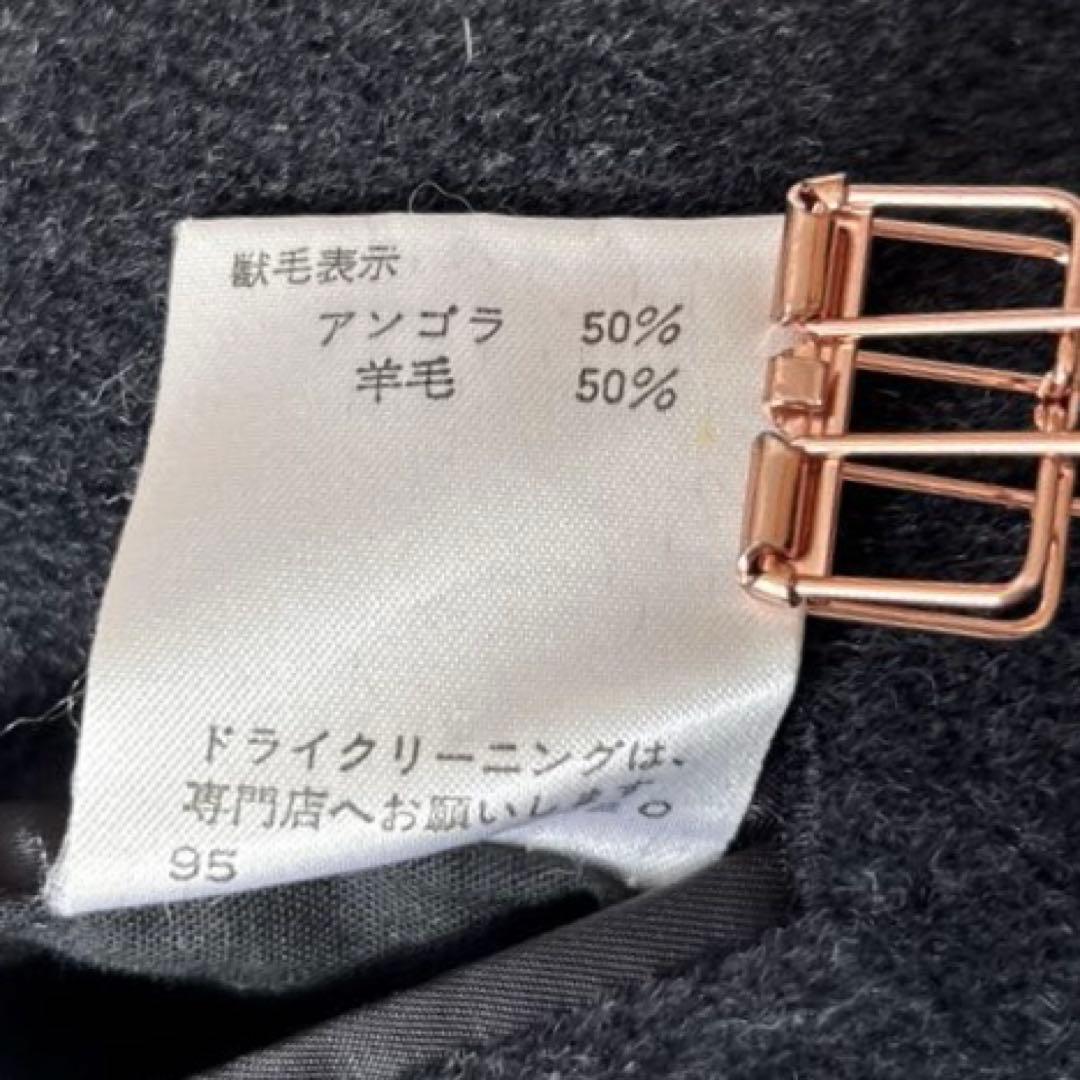 獣毛表示
アンゴラ 50%
羊毛 50%
ドライクリーニングは、
専門店へお願いします。
95